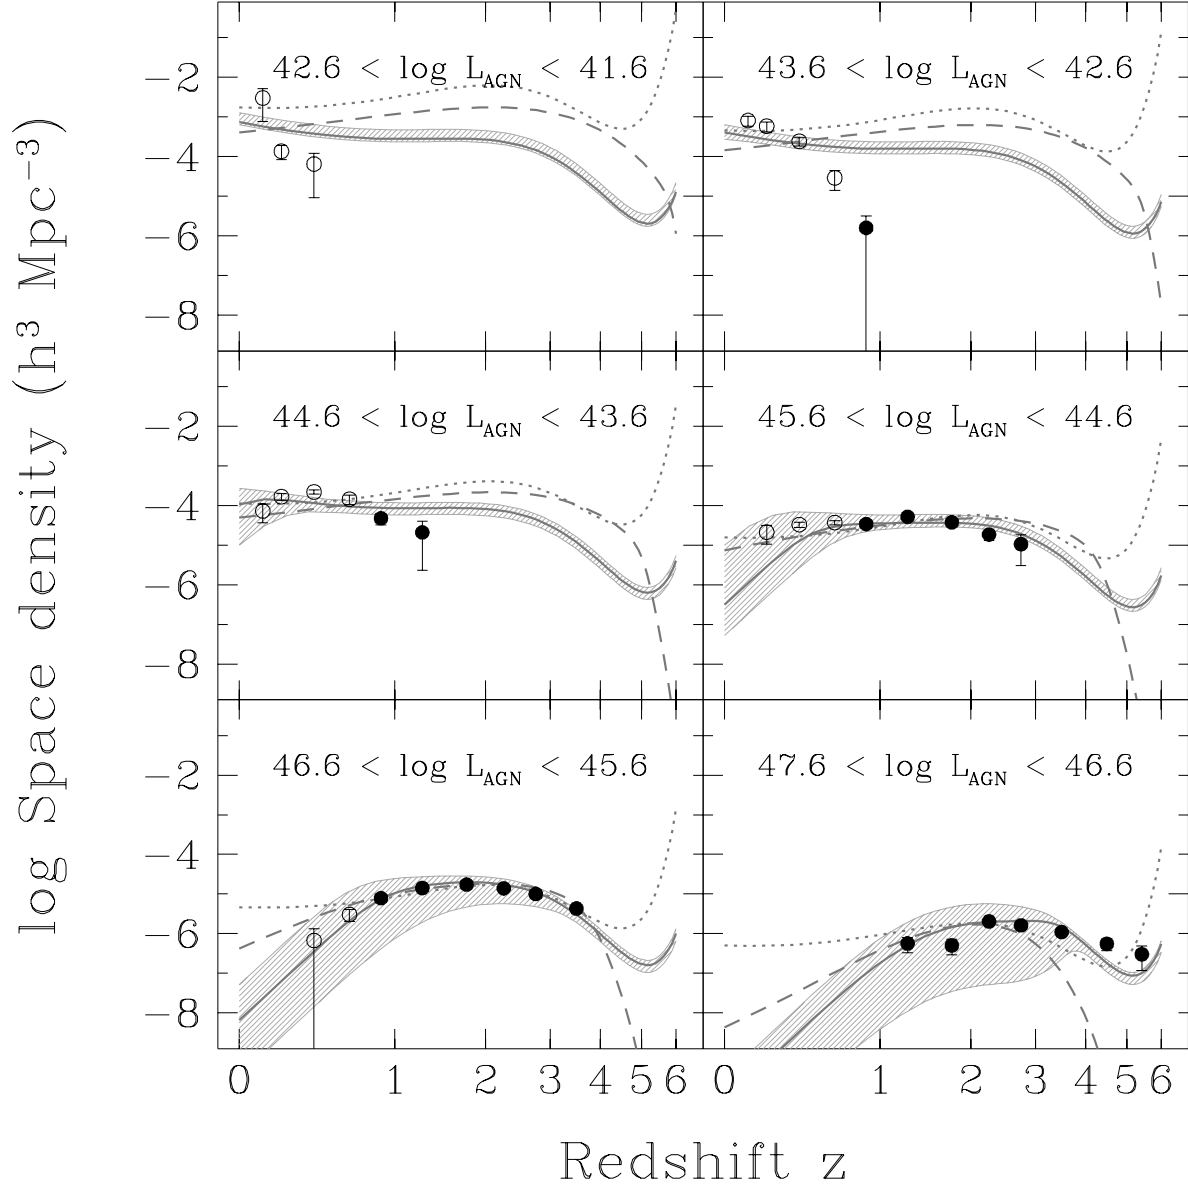 log Space density (h³ Mpc⁻³)
42.6 < log L_AGN < 41.6
43.6 < log L_AGN < 42.6
−2
−4
−6
−8
44.6 < log L_AGN < 43.6
45.6 < log L_AGN < 44.6
−2
−4
−6
−8
46.6 < log L_AGN < 45.6
47.6 < log L_AGN < 46.6
−2
−4
−6
−8
0 1 2 3 4 5 6 0 1 2 3 4 5 6
Redshift z